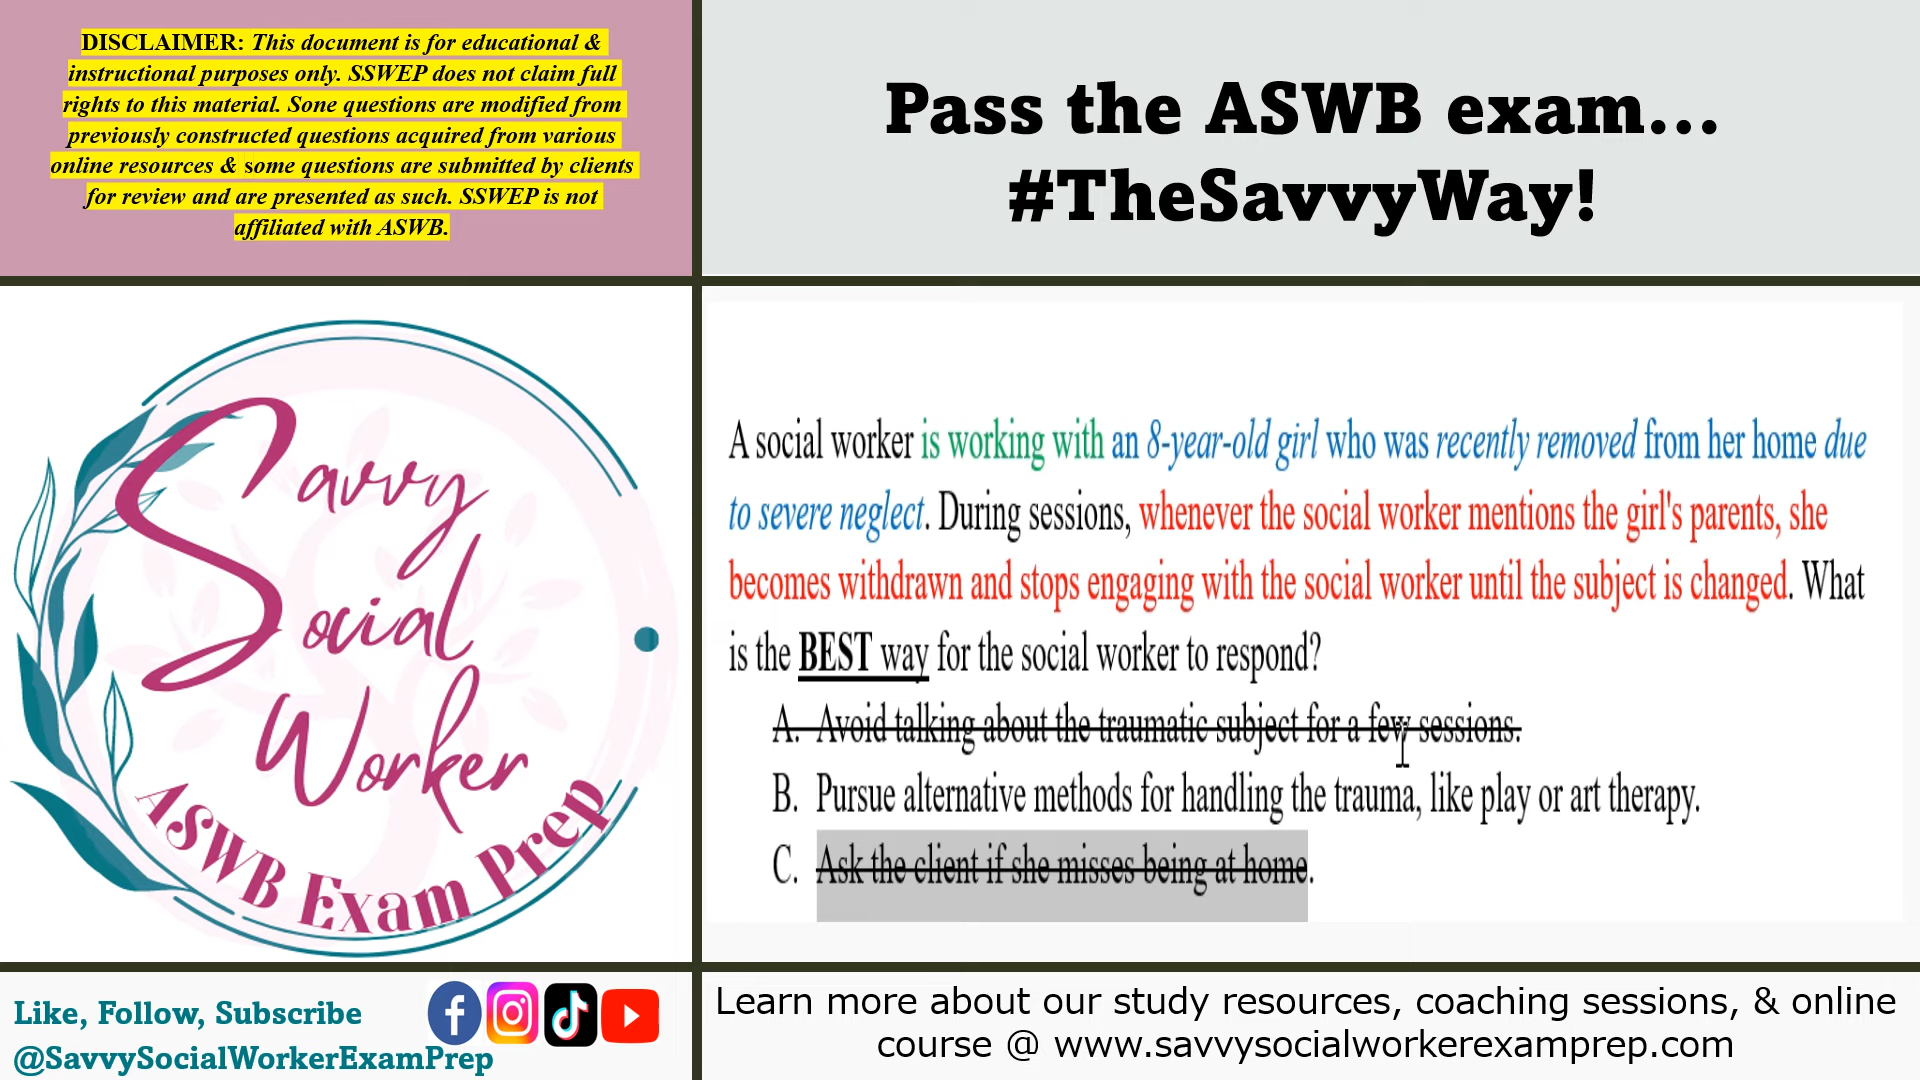 DISCLAIMER: This document is for educational &
instructional purposes only. SSWEP does not claim full
rights to this material. Sone questions are modified from
previously constructed questions acquired from various
online resources & some questions are submitted by clients
for review and are presented as such. SSWEP is not
affiliated with ASWB.
Pass the ASWB exam...
#TheSavvyWay!
Savvy
Social
Worker
ASWB Exam Prep
A social worker is working with an 8-year-old girl who was recently removed from her home due
to severe neglect. During sessions, whenever the social worker mentions the girl's parents, she
becomes withdrawn and stops engaging with the social worker until the subject is changed. What
is the BEST way for the social worker to respond?
A. Avoid talking about the traumatic subject for a few sessions.
B. Pursue alternative methods for handling the trauma, like play or art therapy.
C. Ask the client if she misses being at home.
Like, Follow, Subscribe
@SavvySocialWorkerExamPrep
Learn more about our study resources, coaching sessions, & online
course @ www.savvysocialworkerexamprep.com